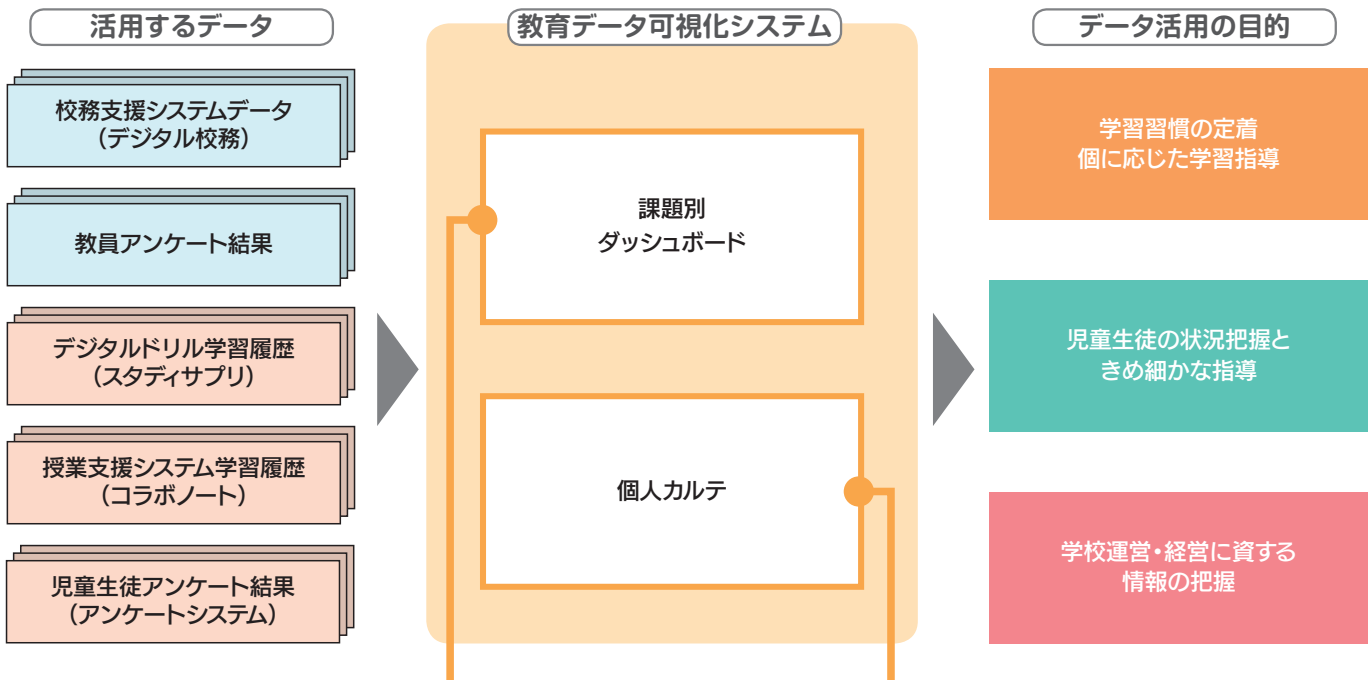 活用するデータ
校務支援システムデータ
（デジタル校務）
教員アンケート結果
デジタルドリル学習履歴
（スタディサプリ）
授業支援システム学習履歴
（コラボノート）
児童生徒アンケート結果
（アンケートシステム）
教育データ可視化システム
課題別
ダッシュボード
個人カルテ
データ活用の目的
学習習慣の定着
個に応じた学習指導
児童生徒の状況把握と
きめ細かな指導
学校運営・経営に資する
情報の把握